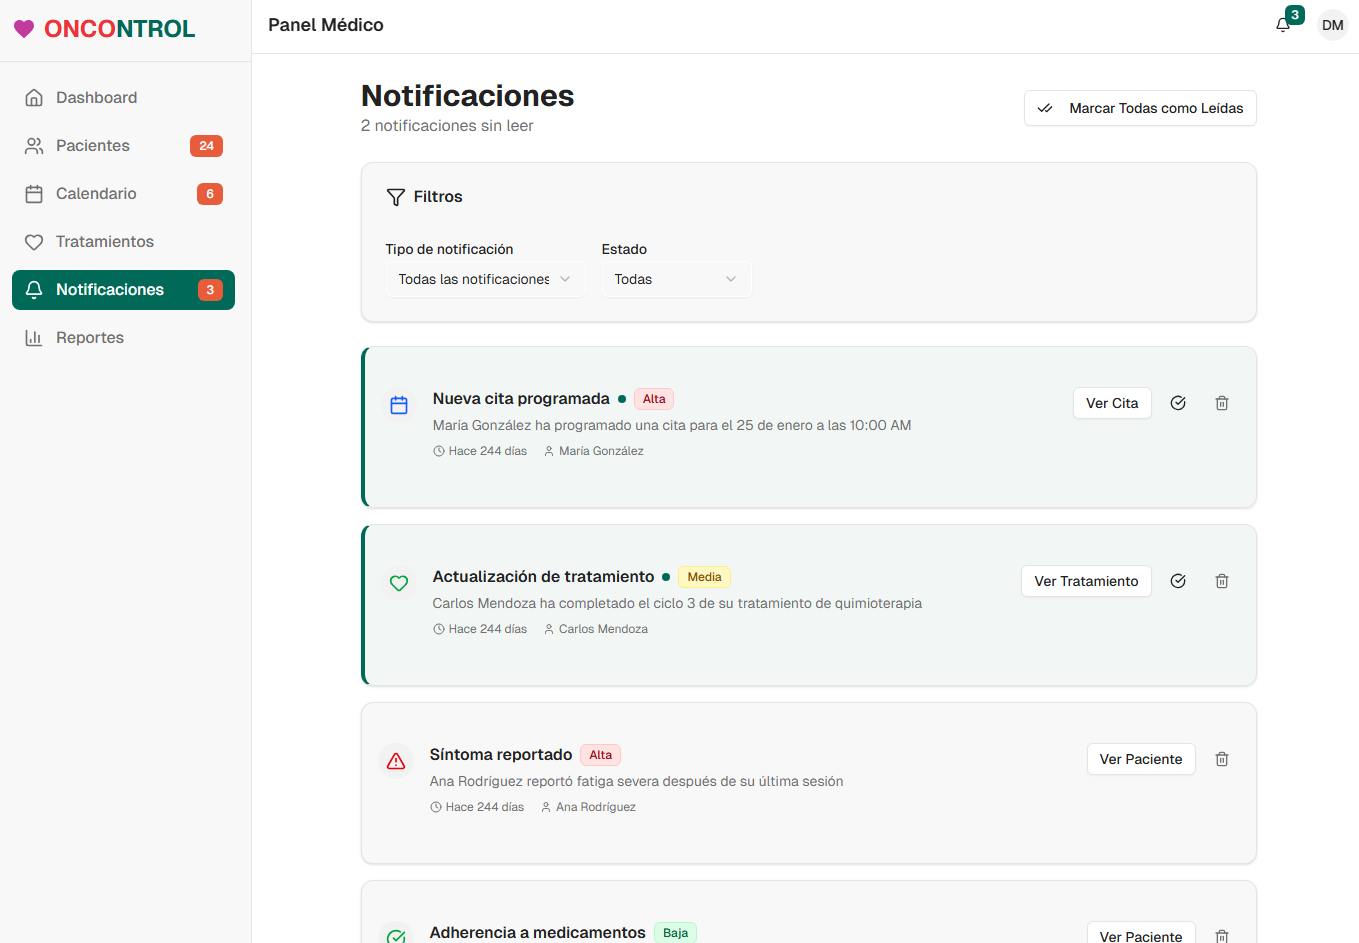 ONCONTROL
Panel Médico
3
DM
Dashboard
Pacientes 24
Calendario 6
Tratamientos
Notificaciones 3
Reportes
Notificaciones
2 notificaciones sin leer
Marcar Todas como Leídas
Filtros
Tipo de notificación
Todas las notificaciones
Estado
Todas
Nueva cita programada Alta
María González ha programado una cita para el 25 de enero a las 10:00 AM
Hace 244 días María González
Ver Cita
Actualización de tratamiento Media
Carlos Mendoza ha completado el ciclo 3 de su tratamiento de quimioterapia
Hace 244 días Carlos Mendoza
Ver Tratamiento
Síntoma reportado Alta
Ana Rodríguez reportó fatiga severa después de su última sesión
Hace 244 días Ana Rodríguez
Ver Paciente
Adherencia a medicamentos Baja
Ver Paciente